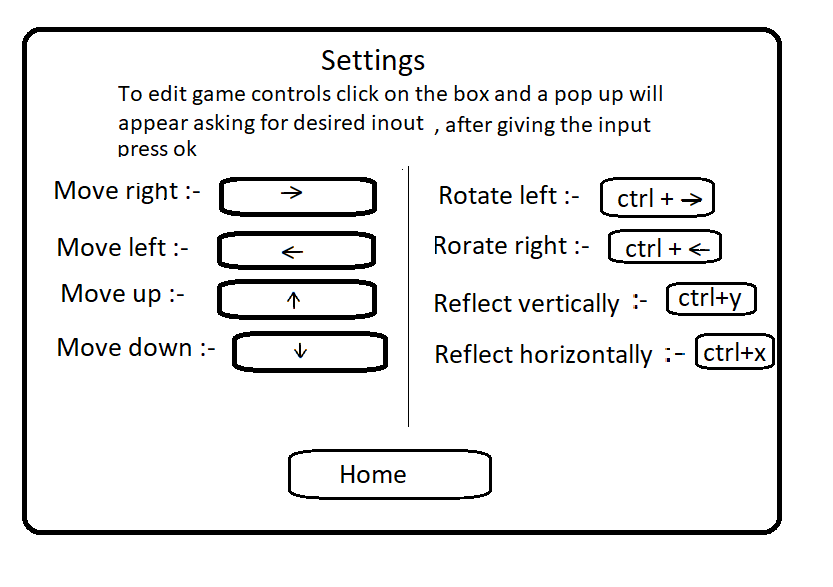 Settings
To edit game controls click on the box and a pop up will
appear asking for desired inout , after giving the input
press ok
Move right :- →
Move left :- ←
Move up :- ↑
Move down :- ↓
Rotate left :- ctrl + →
Rorate right :- ctrl + ←
Reflect vertically :- ctrl+y
Reflect horizontally :- ctrl+x
Home